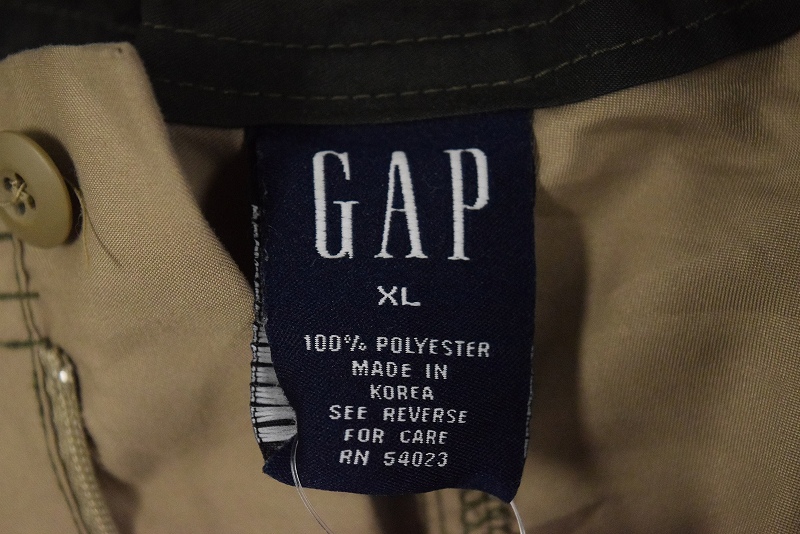 GAP
XL
100% POLYESTER
MADE IN
KOREA
SEE REVERSE
FOR CARE
RN 54023